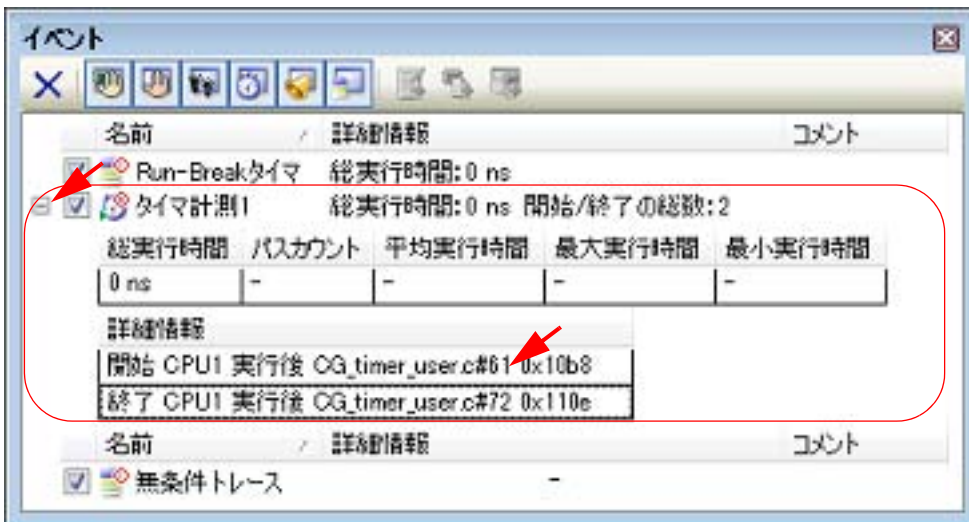 イベント
名前 詳細情報 コメント
Run-Breakタイマ 総実行時間:0 ns
タイマ計測1 総実行時間:0 ns 開始/終了の総数:2
総実行時間 パスカウント 平均実行時間 最大実行時間 最小実行時間
0 ns - - - -
詳細情報
開始 CPU1 実行後 CG_timer_user.c#61 0x10b8
終了 CPU1 実行後 CG_timer_user.c#72 0x110e
名前 詳細情報 コメント
無条件トレース -